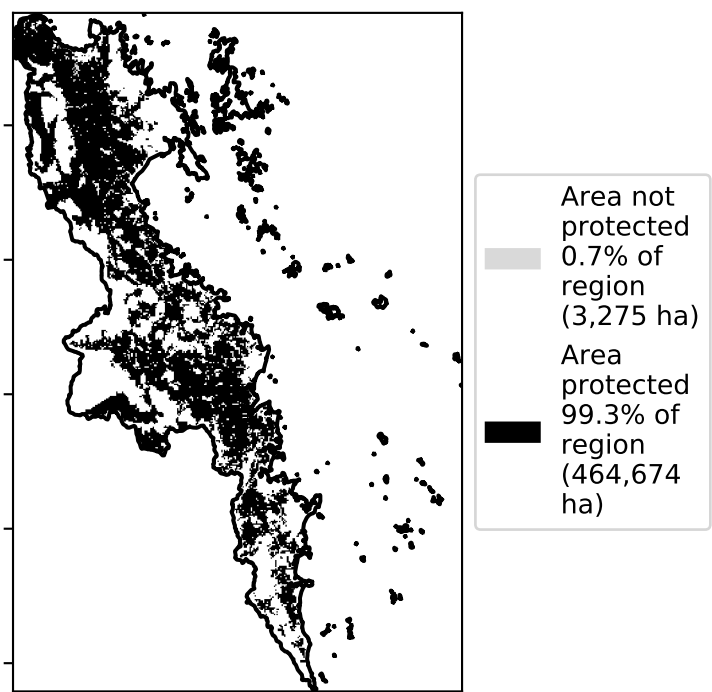 Area not
protected
0.7% of
region
(3,275 ha)
Area
protected
99.3% of
region
(464,674
ha)